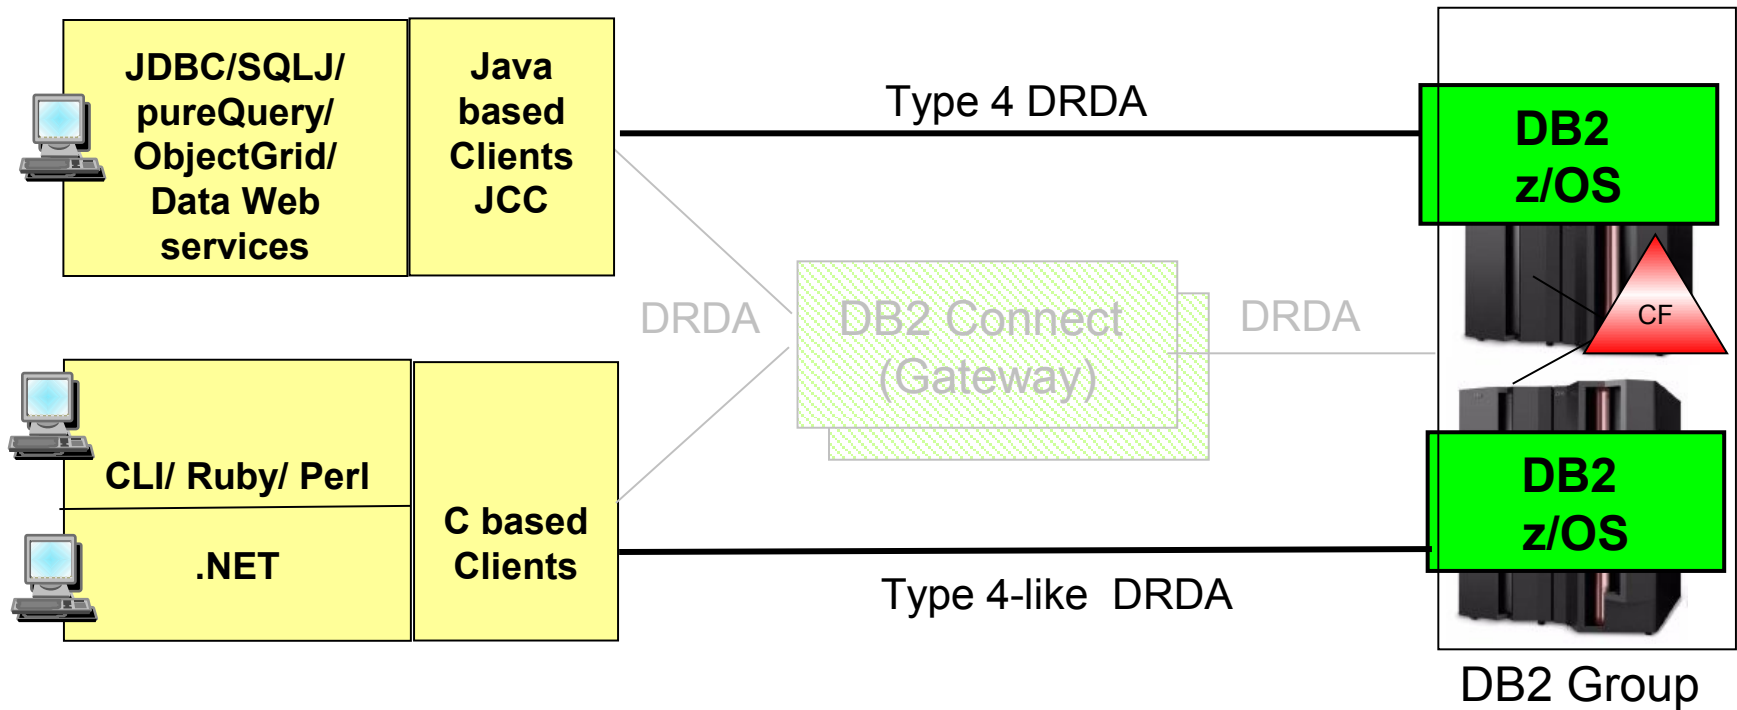 JDBC/SQLJ/
pureQuery/
ObjectGrid/
Data Web
services
Java
based
Clients
JCC
Type 4 DRDA
DB2
z/OS
CF
DRDA
DB2 Connect
(Gateway)
DRDA
CLI/ Ruby/ Perl
.NET
C based
Clients
Type 4-like DRDA
DB2
z/OS
DB2 Group